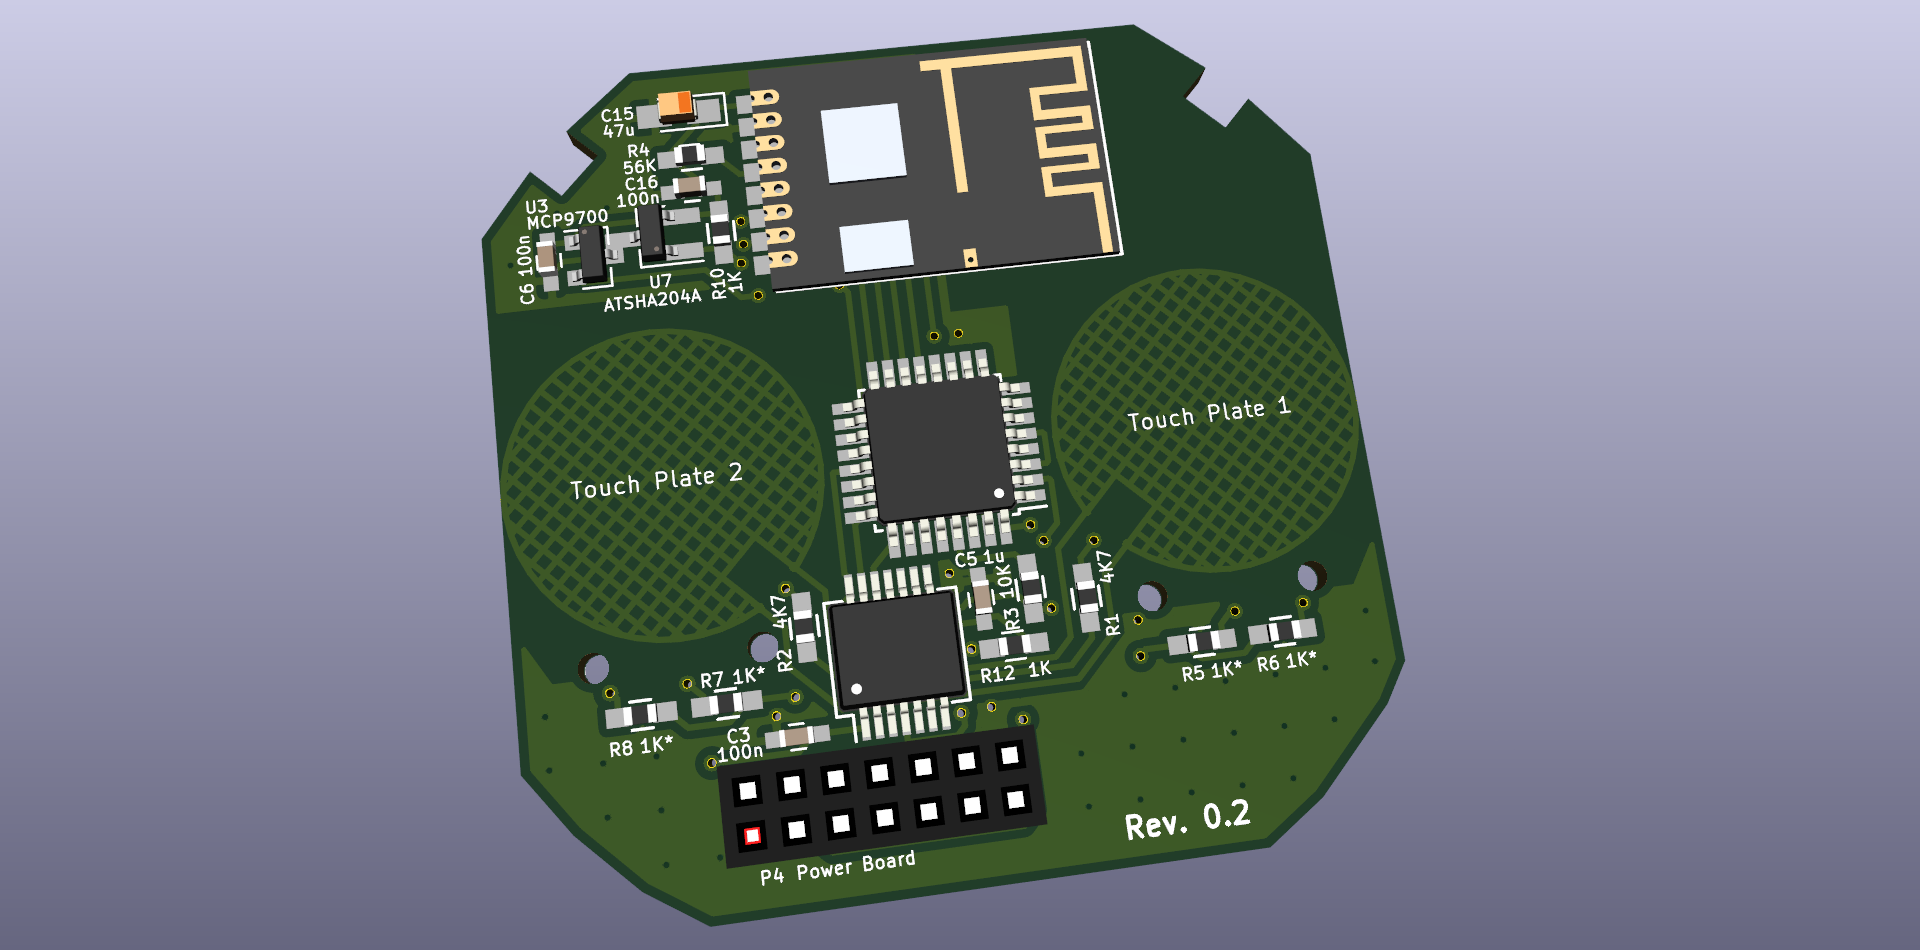 C15
47u
R4
56K
C16
100n
U3
MCP9700
C6 100n
U7
ATSHA204A
R10
1K
Touch Plate 1
Touch Plate 2
C5 1u
10K
R3
4K7
R1
4K7
R2
R12 1K
R5 1K*
R6 1K*
R7 1K*
R8 1K*
C3
100n
Rev. 0.2
P4 Power Board